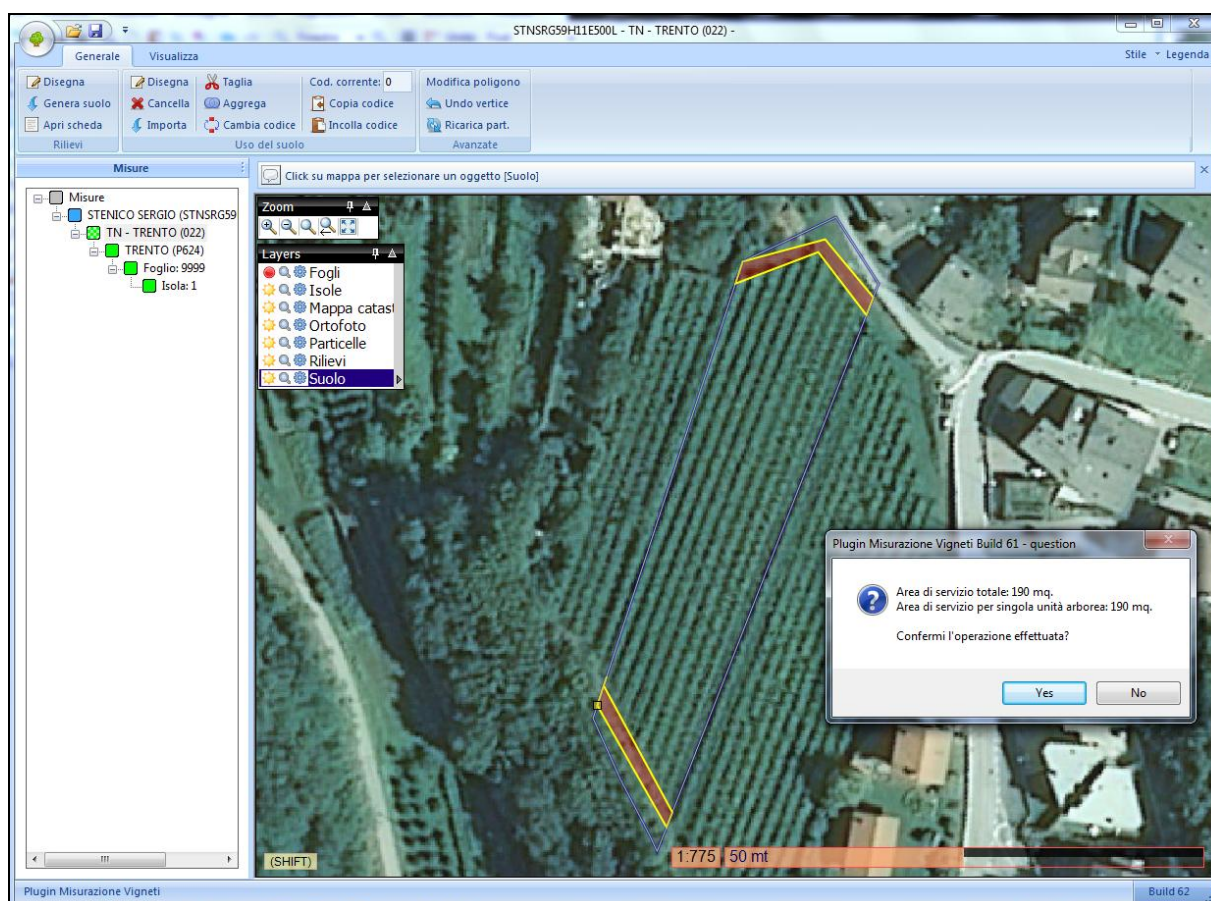 STNSRG59H11E500L - TN - TRENTO (022) -
Generale
Visualizza
Stile
Legenda
Disegna
Genera suolo
Apri scheda
Rilievi
Disegna
Cancella
Importa
Taglia
Aggrega
Cambia codice
Cod. corrente: 0
Copia codice
Incolla codice
Uso del suolo
Modifica poligono
Undo vertice
Ricarica part.
Avanzate
Misure
Click su mappa per selezionare un oggetto [Suolo]
Misure
STENICO SERGIO (STNSRG59
TN - TRENTO (022)
TRENTO (P624)
Foglio: 9999
Isola: 1
Zoom
Layers
Fogli
Isole
Mappa catast
Ortofoto
Particelle
Rilievi
Suolo
Plugin Misurazione Vigneti Build 61 - question
Area di servizio totale: 190 mq.
Area di servizio per singola unità arborea: 190 mq.
Confermi l'operazione effettuata?
Yes
No
(SHIFT)
1:775 50 mt
Plugin Misurazione Vigneti
Build 62